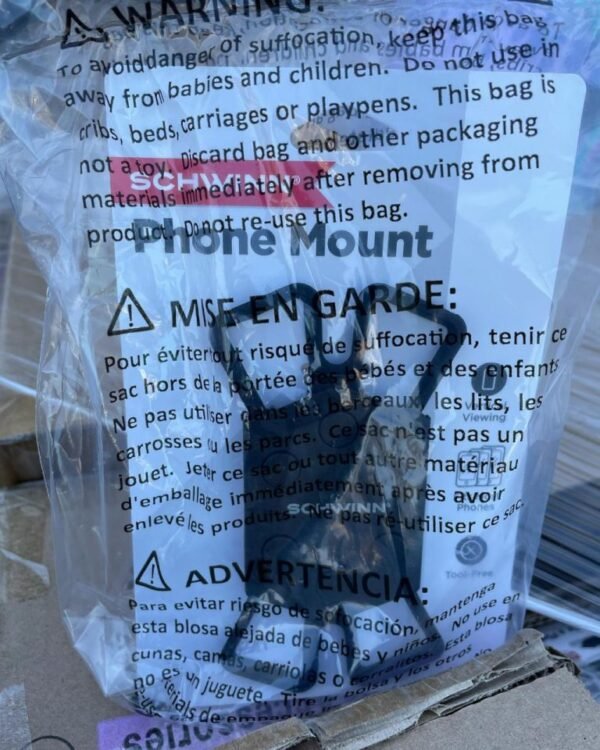 WARNING:
To avoiddanger of suffocation, keep this bag
away from babies and children. Do not use in
cribs, beds, carriages or playpens. This bag is
not a toy. Discard bag and other packaging
materials immediately after removing from
product. Do not re-use this bag.
SCHWINN
Phone Mount
MISE EN GARDE:
Pour éviter tout risque de suffocation, tenir ce
sac hors de la portée des bébés et des enfants
Ne pas utiliser dans les berceaux, les lits, les
carrosses ou les parcs. Ce sac n'est pas un
jouet. Jeter ce sac ou tout autre matériau
d'emballage immédiatement après avoir
enlevé les produits. Ne pas ré-utiliser ce sac.
Viewing
Phones
SCHWINN
Tool-Free
ADVERTENCIA:
Para evitar riesgo de sofocación, mantenga
esta blosa alejada de bebes y niños. No use en
cunas, camas, carriolas o corralitos. Esta blosa
no es un juguete. Tire la bolsa y los otros
materials de empaque